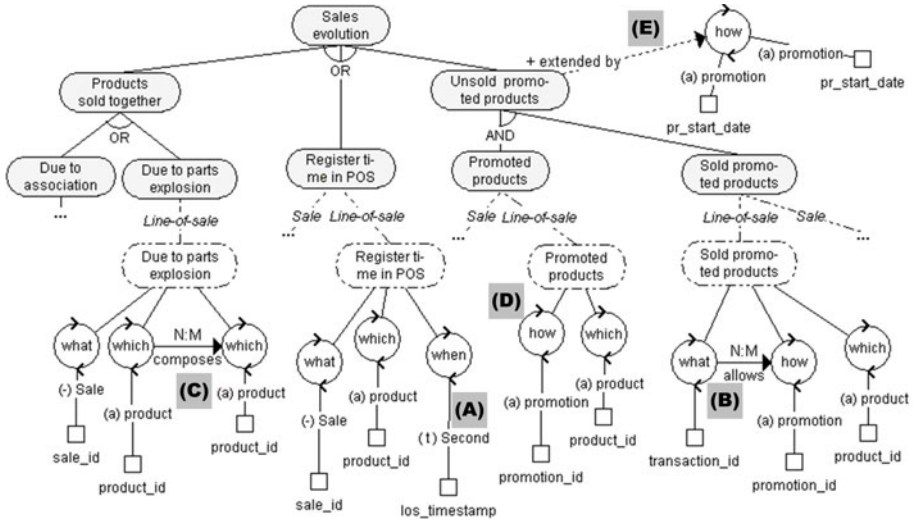 Sales
evolution
OR
(E)
+ extended by
how
(a) promotion
pr_start_date
(a) promotion
pr_start_date
Products
sold together
OR
Unsold promo-
ted products
AND
Due to
association
...
Due to parts
explosion
Line-of-sale
Register ti-
me in POS
Sale
...
Line-of-sale
Promoted
products
Sale
...
Line-of-sale
Sold promo-
ted products
Line-of-sale
Sale
...
Due to parts
explosion
Register ti-
me in POS
Promoted
products
Sold promo-
ted products
what
which
N:M
composes
which
(C)
(-) Sale
sale_id
(a) product
product_id
(a) product
product_id
what
which
when
(A)
(-) Sale
sale_id
(a) product
product_id
(t) Second
los_timestamp
(D)
how
which
(a) promotion
promotion_id
(a) product
product_id
what
N:M
allows
how
which
(B)
transaction_id
(a) promotion
promotion_id
(a) product
product_id